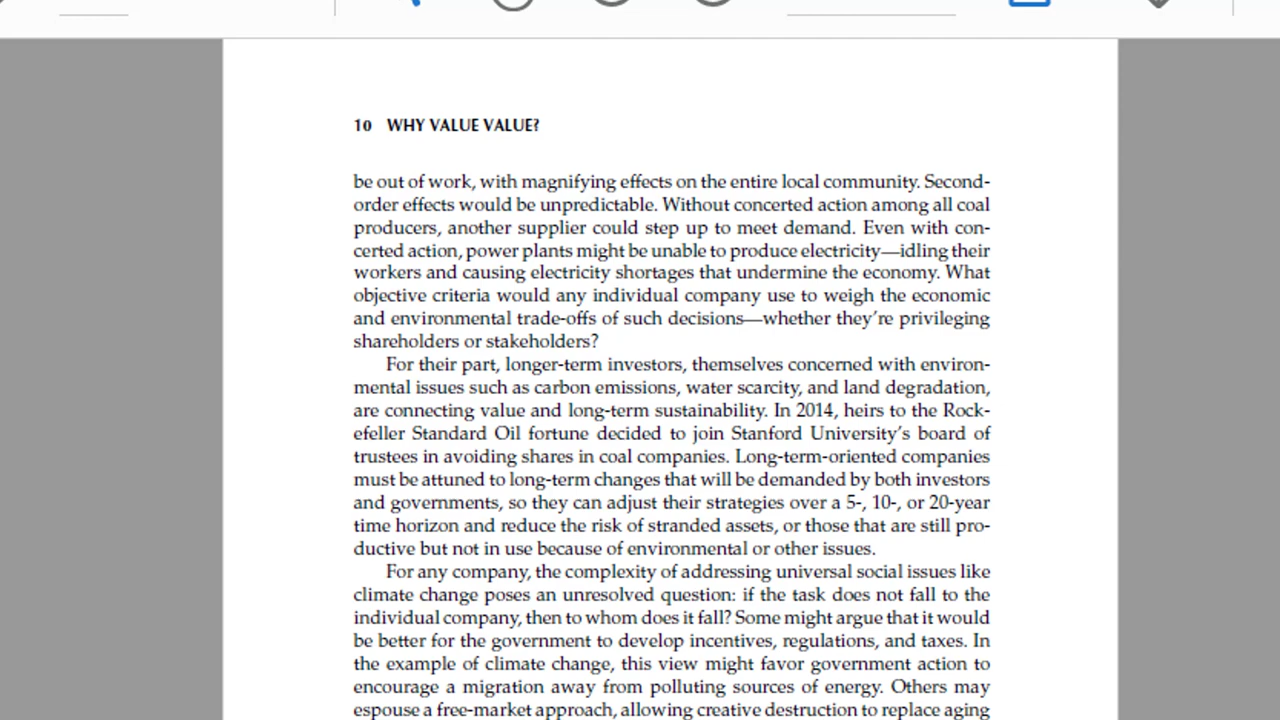 10 WHY VALUE VALUE?
be out of work, with magnifying effects on the entire local community. Second-
order effects would be unpredictable. Without concerted action among all coal
producers, another supplier could step up to meet demand. Even with con-
certed action, power plants might be unable to produce electricity—idling their
workers and causing electricity shortages that undermine the economy. What
objective criteria would any individual company use to weigh the economic
and environmental trade-offs of such decisions—whether they're privileging
shareholders or stakeholders?
For their part, longer-term investors, themselves concerned with environ-
mental issues such as carbon emissions, water scarcity, and land degradation,
are connecting value and long-term sustainability. In 2014, heirs to the Rock-
efeller Standard Oil fortune decided to join Stanford University's board of
trustees in avoiding shares in coal companies. Long-term-oriented companies
must be attuned to long-term changes that will be demanded by both investors
and governments, so they can adjust their strategies over a 5-, 10-, or 20-year
time horizon and reduce the risk of stranded assets, or those that are still pro-
ductive but not in use because of environmental or other issues.
For any company, the complexity of addressing universal social issues like
climate change poses an unresolved question: if the task does not fall to the
individual company, then to whom does it fall? Some might argue that it would
be better for the government to develop incentives, regulations, and taxes. In
the example of climate change, this view might favor government action to
encourage a migration away from polluting sources of energy. Others may
espouse a free-market approach, allowing creative destruction to replace aging